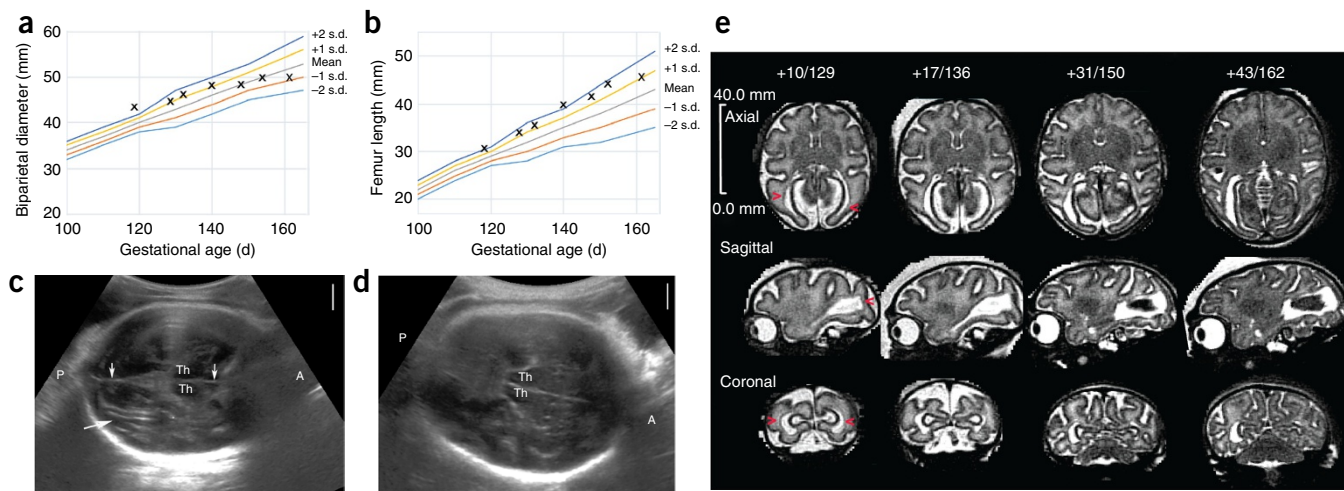 a
Biparietal diameter (mm)
60
50
40
30
20
100 120 140 160
Gestational age (d)
+2 s.d.
+1 s.d.
Mean
–1 s.d.
–2 s.d.
b
Femur length (mm)
50
40
30
20
100 120 140 160
Gestational age (d)
+2 s.d.
+1 s.d.
Mean
–1 s.d.
–2 s.d.
c
P
Th
Th
A
d
P
Th
Th
A
e
+10/129 +17/136 +31/150 +43/162
40.0 mm
Axial
0.0 mm
Sagittal
Coronal